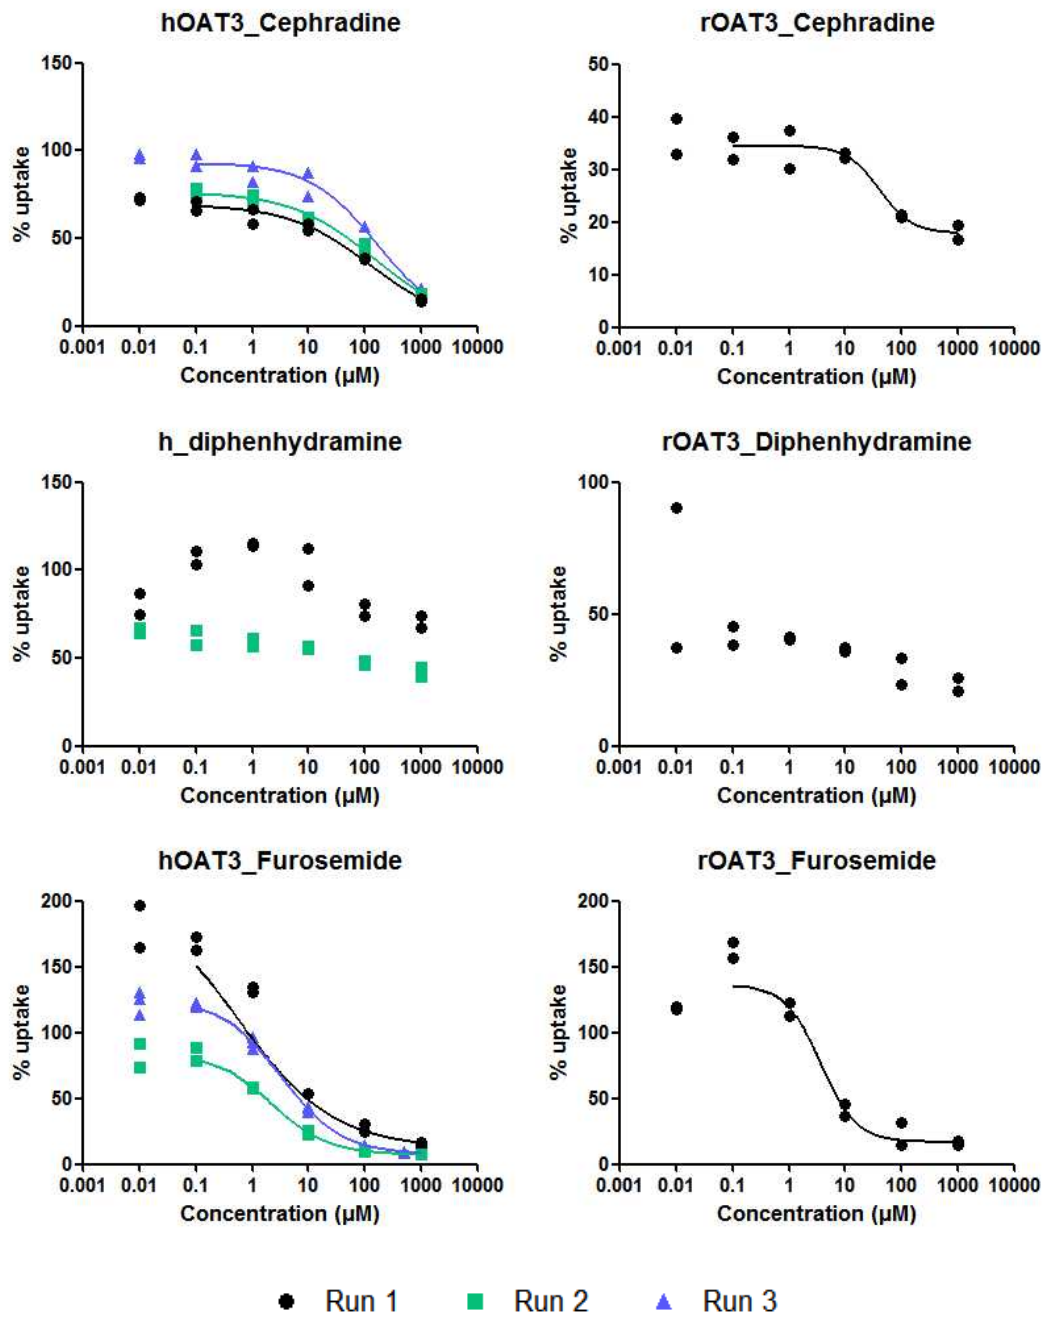 hOAT3_Cephradine
% uptake
150
100
50
0
0.001 0.01 0.1 1 10 100 1000 10000
Concentration (µM)
rOAT3_Cephradine
% uptake
50
40
30
20
10
0
0.001 0.01 0.1 1 10 100 1000 10000
Concentration (µM)
h_diphenhydramine
% uptake
150
100
50
0
0.001 0.01 0.1 1 10 100 1000 10000
Concentration (µM)
rOAT3_Diphenhydramine
% uptake
100
50
0
0.001 0.01 0.1 1 10 100 1000 10000
Concentration (µM)
hOAT3_Furosemide
% uptake
200
150
100
50
0
0.001 0.01 0.1 1 10 100 1000 10000
Concentration (µM)
rOAT3_Furosemide
% uptake
200
150
100
50
0
0.001 0.01 0.1 1 10 100 1000 10000
Concentration (µM)
Run 1 Run 2 Run 3